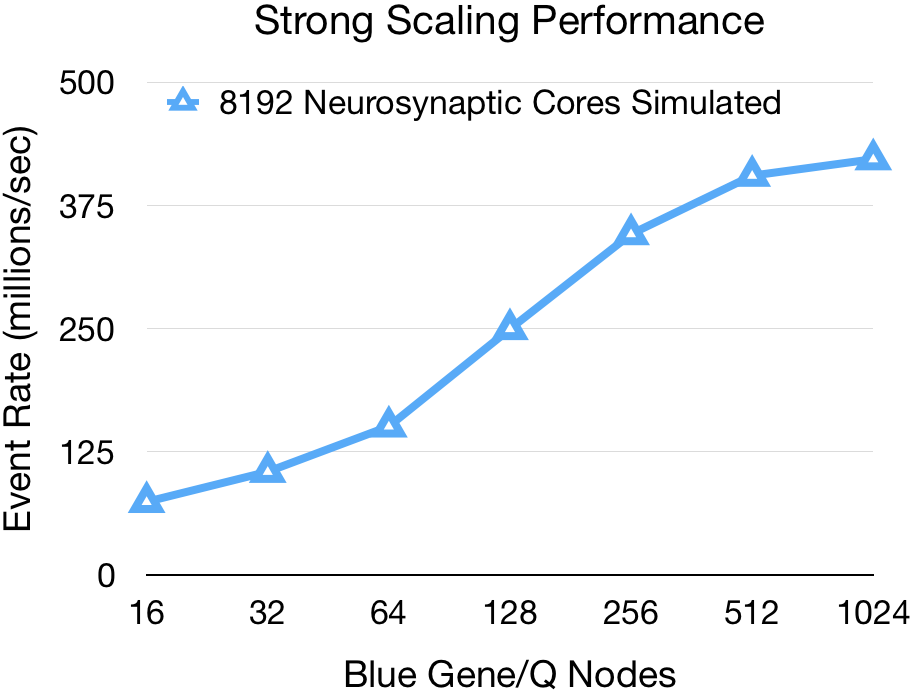 Strong Scaling Performance
500
8192 Neurosynaptic Cores Simulated
375
250
125
0
Event Rate (millions/sec)
16 32 64 128 256 512 1024
Blue Gene/Q Nodes